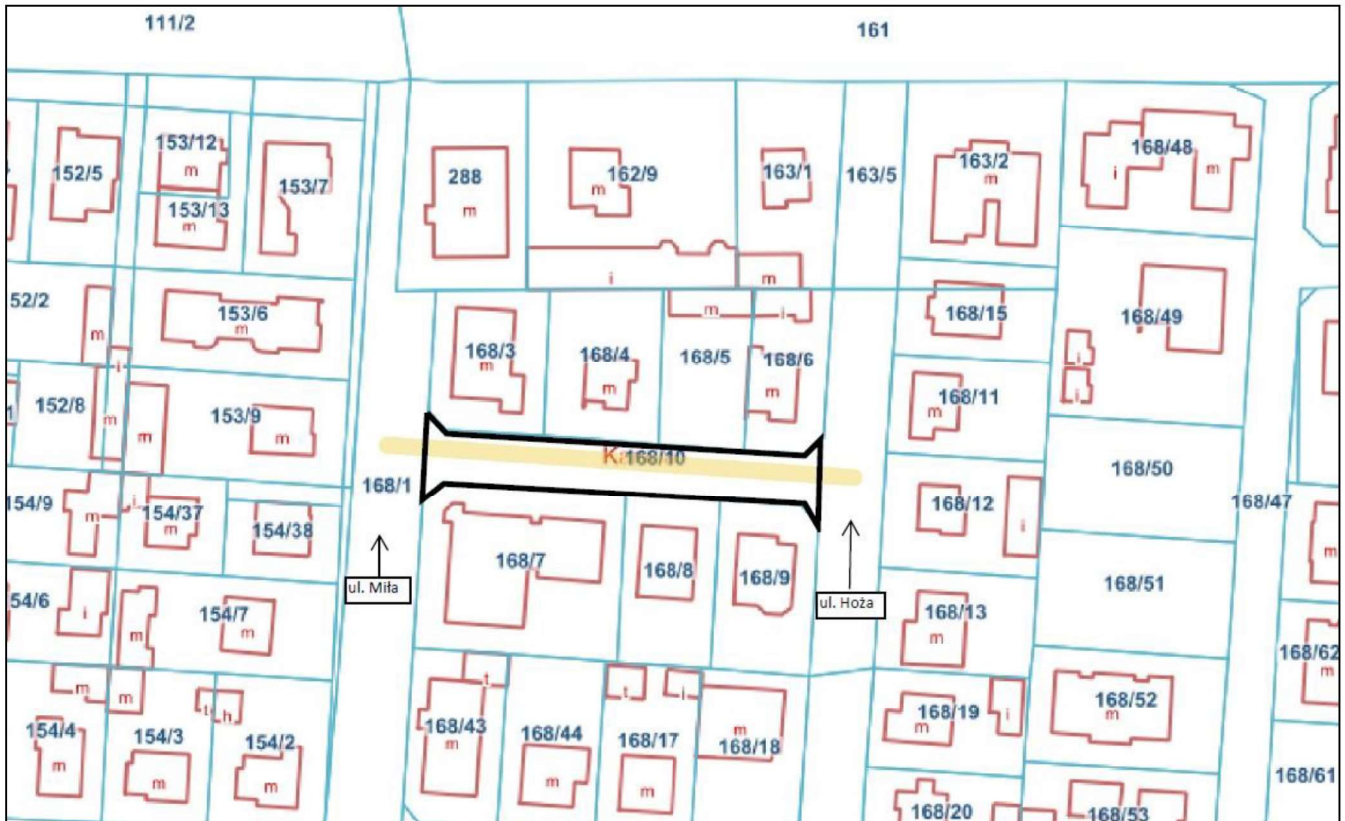 111/2
161
153/12
m
152/5
153/7
153/13
m
288
m
162/9
m
163/1
163/5
163/2
m
168/48
i
m
i
m
52/2
m
153/6
m
i
168/3
m
168/4
m
m
i
168/5
168/6
m
168/15
168/49
i
i
168/11
m
152/8
m
m
153/9
m
168/10
168/1
168/50
168/47
154/9
m
i
154/37
m
154/38
168/12
i
m
168/7
168/8
168/9
ul. Miła
ul. Hoża
168/51
54/6
i
m
154/7
m
168/13
m
168/62
m
m
m
t
h
t
t
i
154/4
m
154/3
m
154/2
m
168/43
m
168/44
m
168/17
m
m
168/18
168/19
m
i
168/52
m
168/61
168/20
168/53